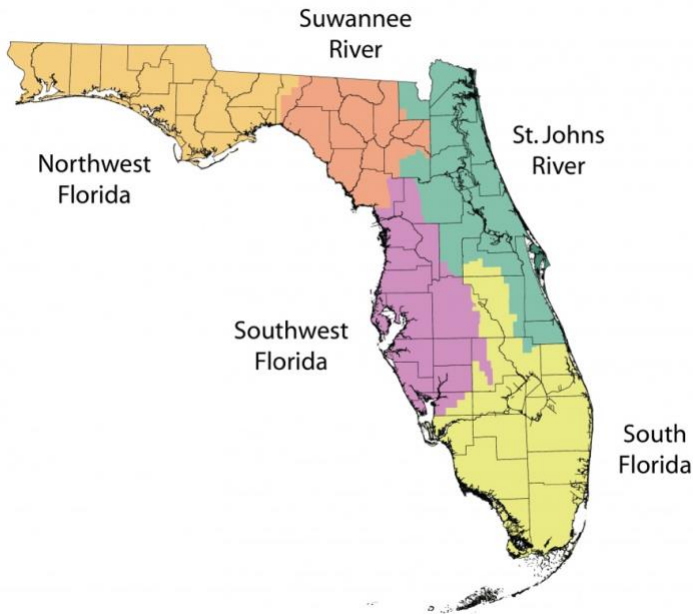 Suwannee
River
St. Johns
River
Northwest
Florida
Southwest
Florida
South
Florida